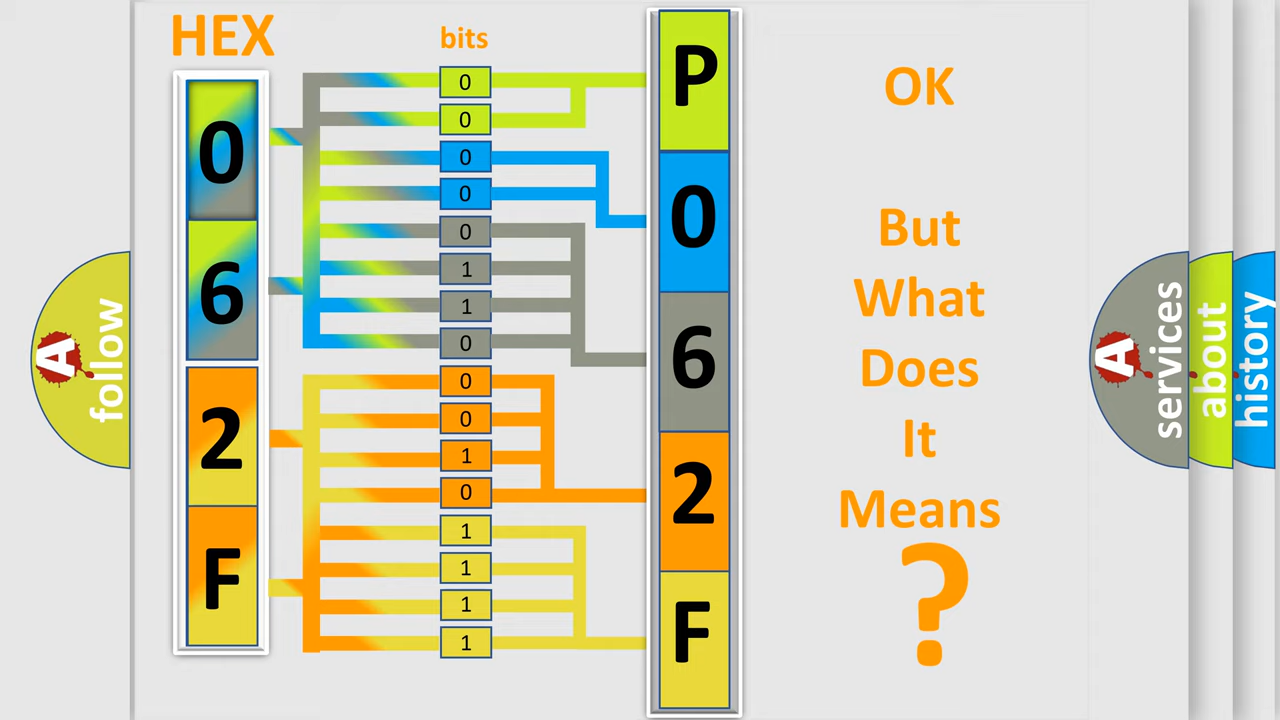 HEX
bits
0
6
2
F
0
0
0
0
0
1
1
0
0
0
1
0
1
1
1
1
P
0
6
2
F
OK
But
What
Does
It
Means
?
A
follow
A
services
about
history